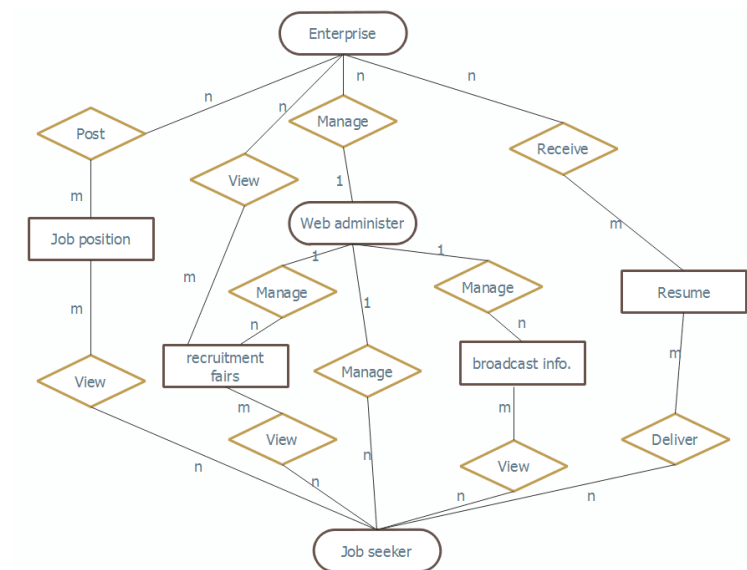 Enterprise
n
n
n
n
Post
Manage
Receive
View
1
m
m
Web administer
Job position
1
1
m
Manage
1
Manage
Resume
m
n
n
recruitment
fairs
broadcast info.
m
View
Manage
m
m
View
n
View
Deliver
n
n
n
n
Job seeker